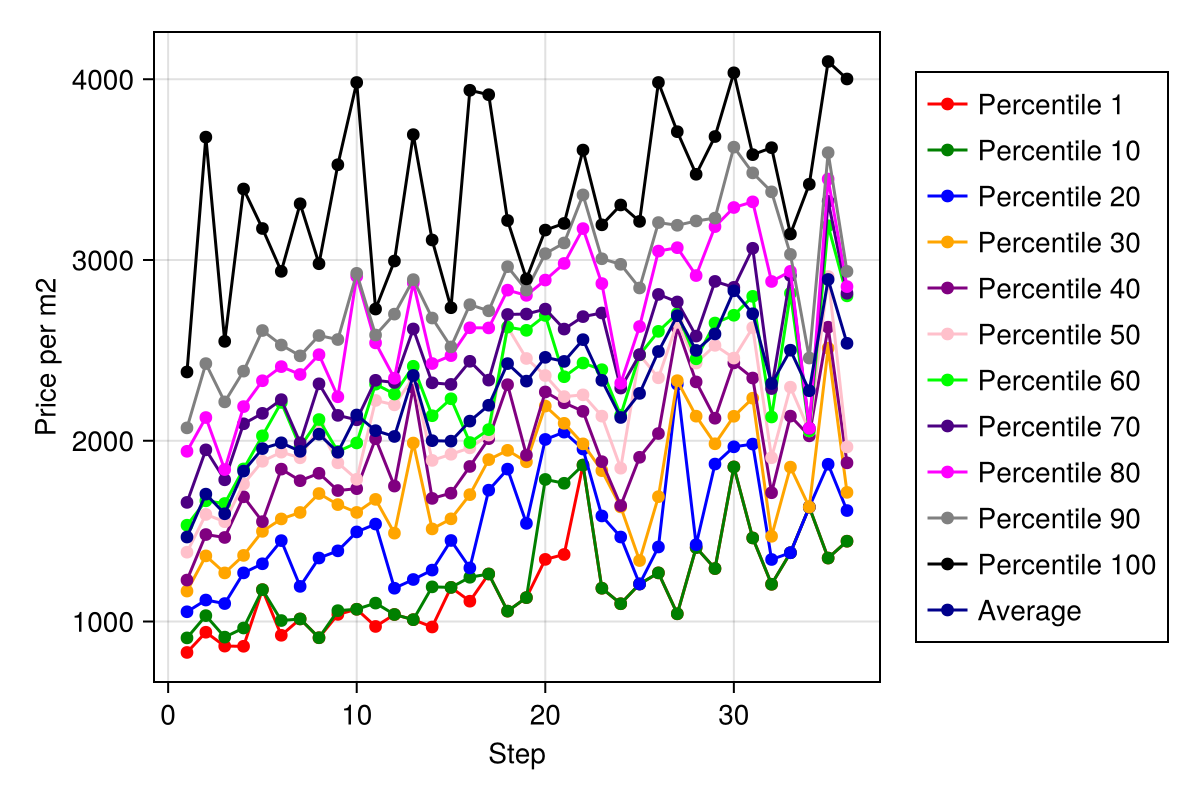 4000
3000
2000
1000
Price per m2
0 10 20 30
Step
Percentile 1
Percentile 10
Percentile 20
Percentile 30
Percentile 40
Percentile 50
Percentile 60
Percentile 70
Percentile 80
Percentile 90
Percentile 100
Average